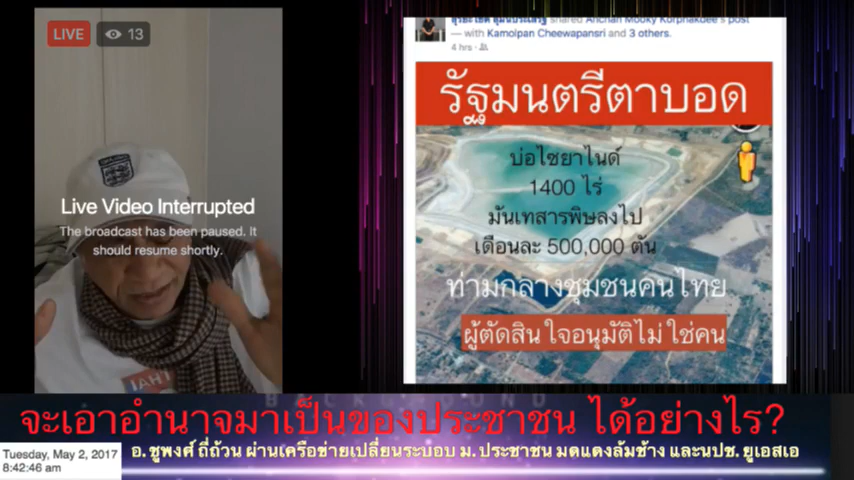 LIVE 13
Live Video Interrupted
The broadcast has been paused. It
should resume shortly.
shared Anchan Mooky Korphakdee's post
— with Kamolpan Cheewapansri and 3 others.
4 hrs ·
รัฐมนตรีตาบอด
บ่อไซยาไนด์
1400 ไร่
มันเทสารพิษลงไป
เดือนละ 500,000 ตัน
ท่ามกลางชุมชนคนไทย
ผู้ตัดสินใจอนุมัติไม่ใช่คน
จะเอาอำนาจมาเป็นของประชาชน ได้อย่างไร?
อ. ชูพงศ์ ถี่ถ้วน ผ่านเครือข่ายเปลี่ยนระบอบ ม. ประชาชน มดแดงล้มช้าง และนปช. ยูเอสเอ
Tuesday, May 2, 2017
8:42:46 am